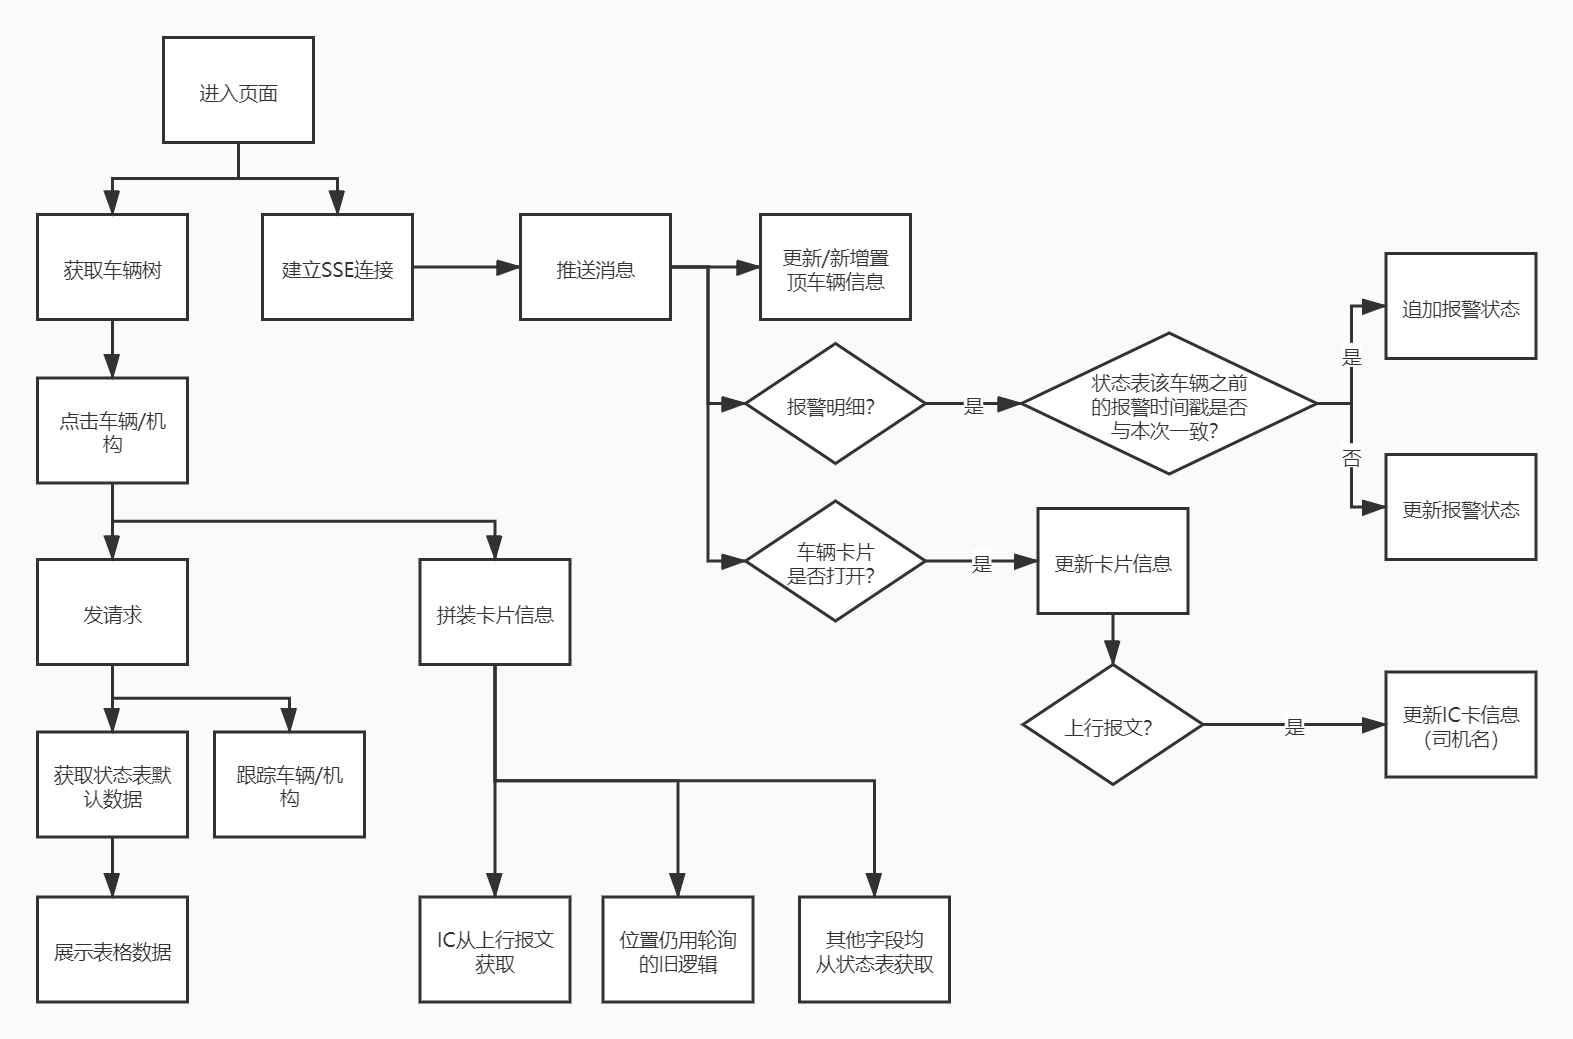 进入页面
获取车辆树
建立SSE连接
推送消息
更新/新增置
顶车辆信息
追加报警状态
是
点击车辆/机
构
报警明细?
是
状态表该车辆之前
的报警时间戳是否
与本次一致?
否
更新报警状态
发请求
拼装卡片信息
车辆卡片
是否打开?
是
更新卡片信息
上行报文?
是
更新IC卡信息
(司机名)
获取状态表默
认数据
跟踪车辆/机
构
展示表格数据
IC从上行报文
获取
位置仍用轮询
的旧逻辑
其他字段均
从状态表获取